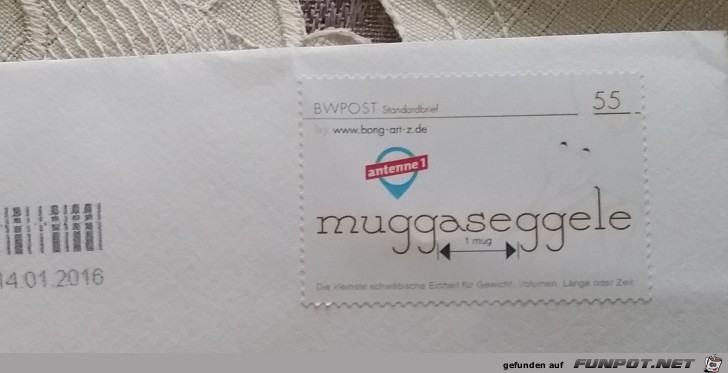 BWPOST Standardbrief 55
by www.bong-art-z.de
antenne 1
muggaseggele
1 mug
Die kleinste schwäbische Einheit für Gewicht, Volumen, Länge oder Zeit
14.01.2016
gefunden auf FUNPOT.NET